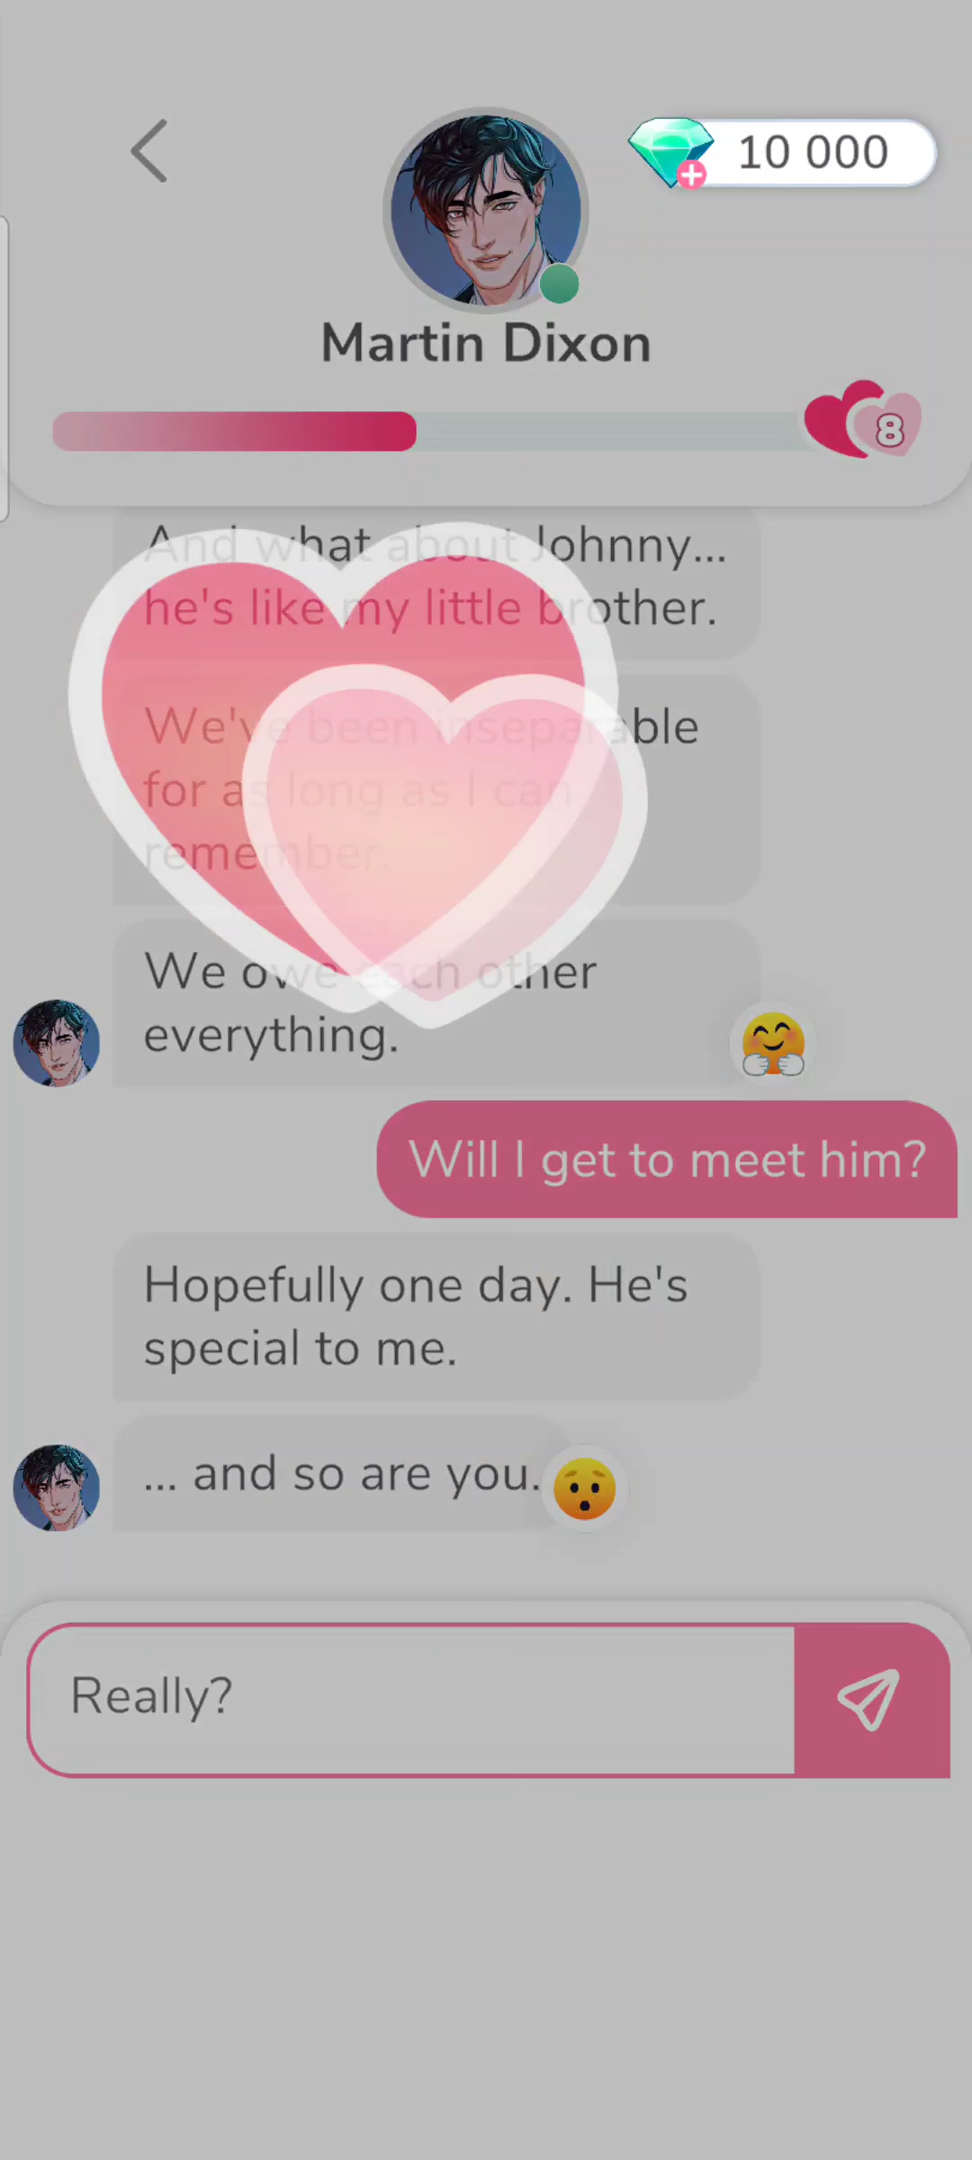 10 000
Martin Dixon
8
And what about Johnny...
he's like my little brother.
We've been inseparable
for as long as I can
remember.
We owe each other
everything.
Will I get to meet him?
Hopefully one day. He's
special to me.
... and so are you.
Really?